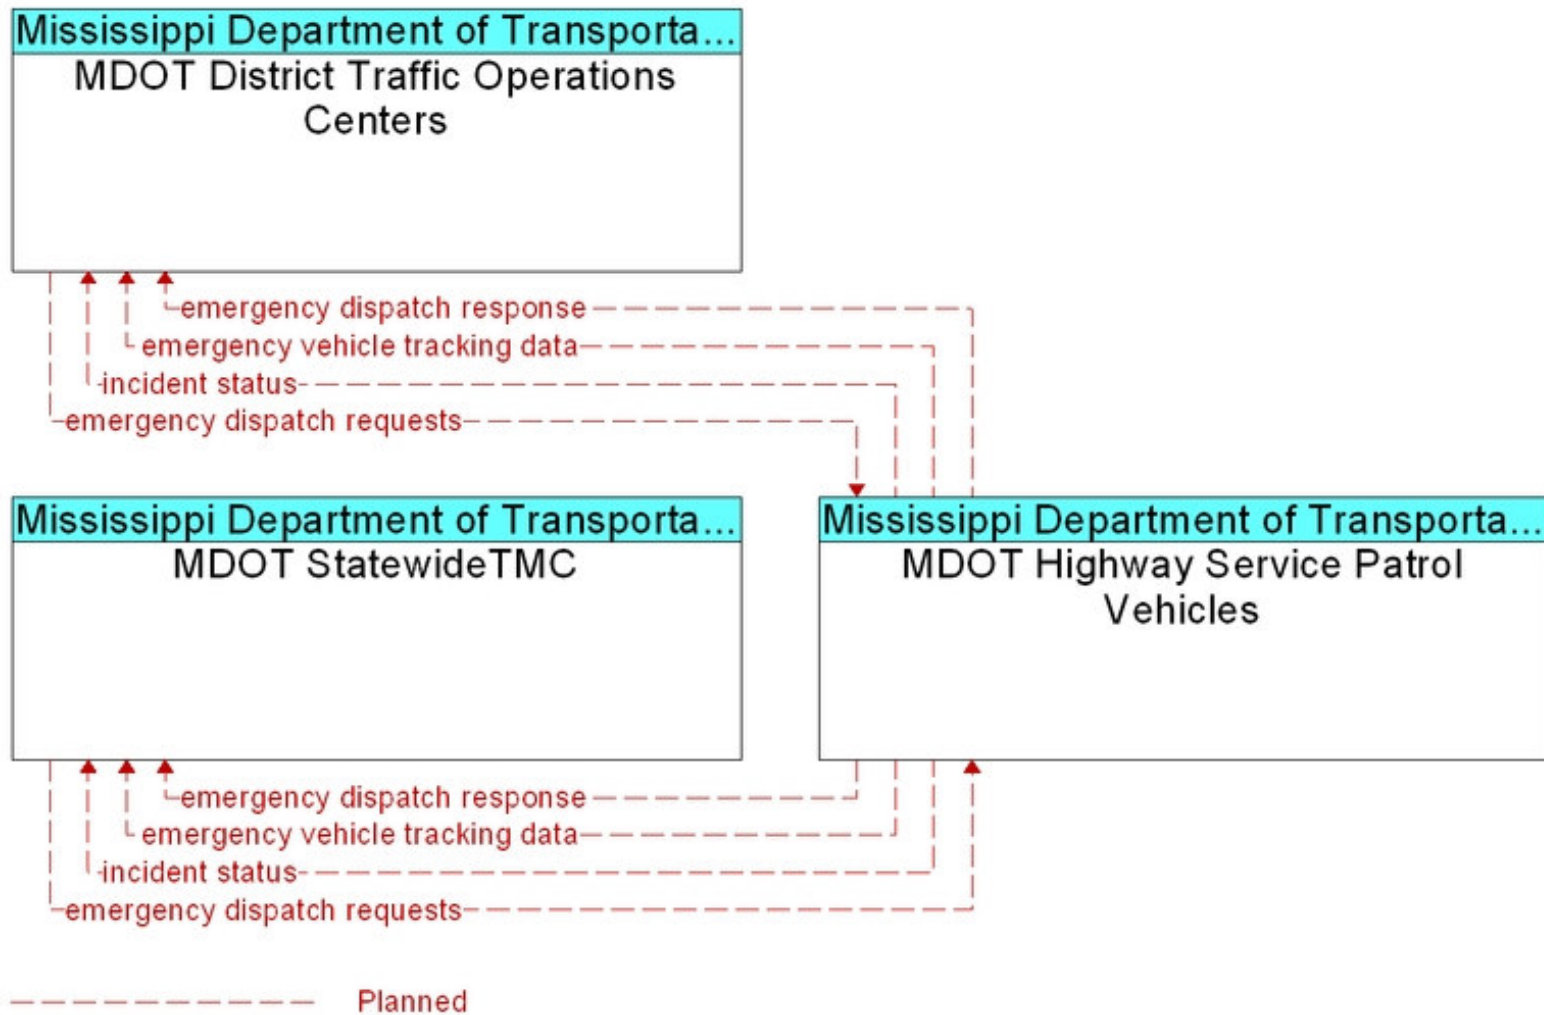 Mississippi Department of Transporta...
MDOT District Traffic Operations
Centers
emergency dispatch response
emergency vehicle tracking data
incident status
emergency dispatch requests
Mississippi Department of Transporta...
MDOT StatewideTMC
Mississippi Department of Transporta...
MDOT Highway Service Patrol
Vehicles
emergency dispatch response
emergency vehicle tracking data
incident status
emergency dispatch requests
Planned